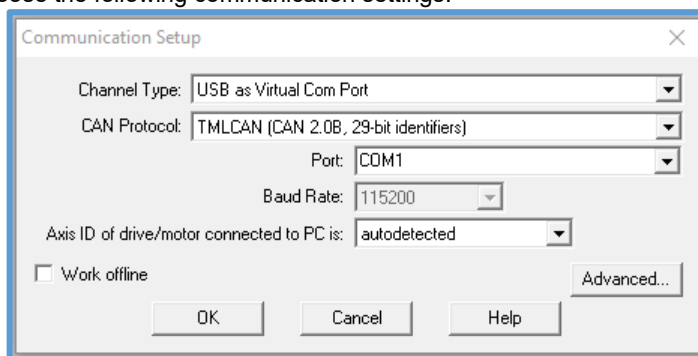 the following communication settings:
Communication Setup
Channel Type: USB as Virtual Com Port
CAN Protocol: TMLCAN (CAN 2.0B, 29-bit identifiers)
Port: COM1
Baud Rate: 115200
Axis ID of drive/motor connected to PC is: autodetected
Work offline
Advanced...
OK Cancel Help